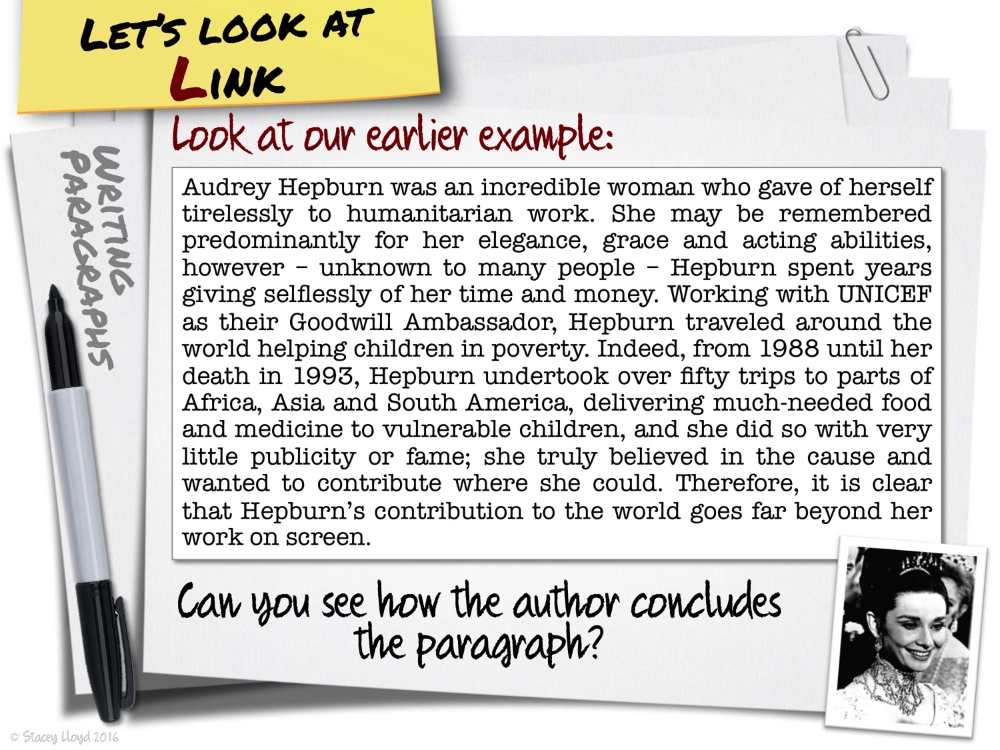 LET'S LOOK AT
LINK
WRITING
PARAGRAPHS
Look at our earlier example:
Audrey Hepburn was an incredible woman who gave of herself
tirelessly to humanitarian work. She may be remembered
predominantly for her elegance, grace and acting abilities,
however – unknown to many people – Hepburn spent years
giving selflessly of her time and money. Working with UNICEF
as their Goodwill Ambassador, Hepburn traveled around the
world helping children in poverty. Indeed, from 1988 until her
death in 1993, Hepburn undertook over fifty trips to parts of
Africa, Asia and South America, delivering much-needed food
and medicine to vulnerable children, and she did so with very
little publicity or fame; she truly believed in the cause and
wanted to contribute where she could. Therefore, it is clear
that Hepburn's contribution to the world goes far beyond her
work on screen.
Can you see how the author concludes
the paragraph?
© Stacey Lloyd 2016